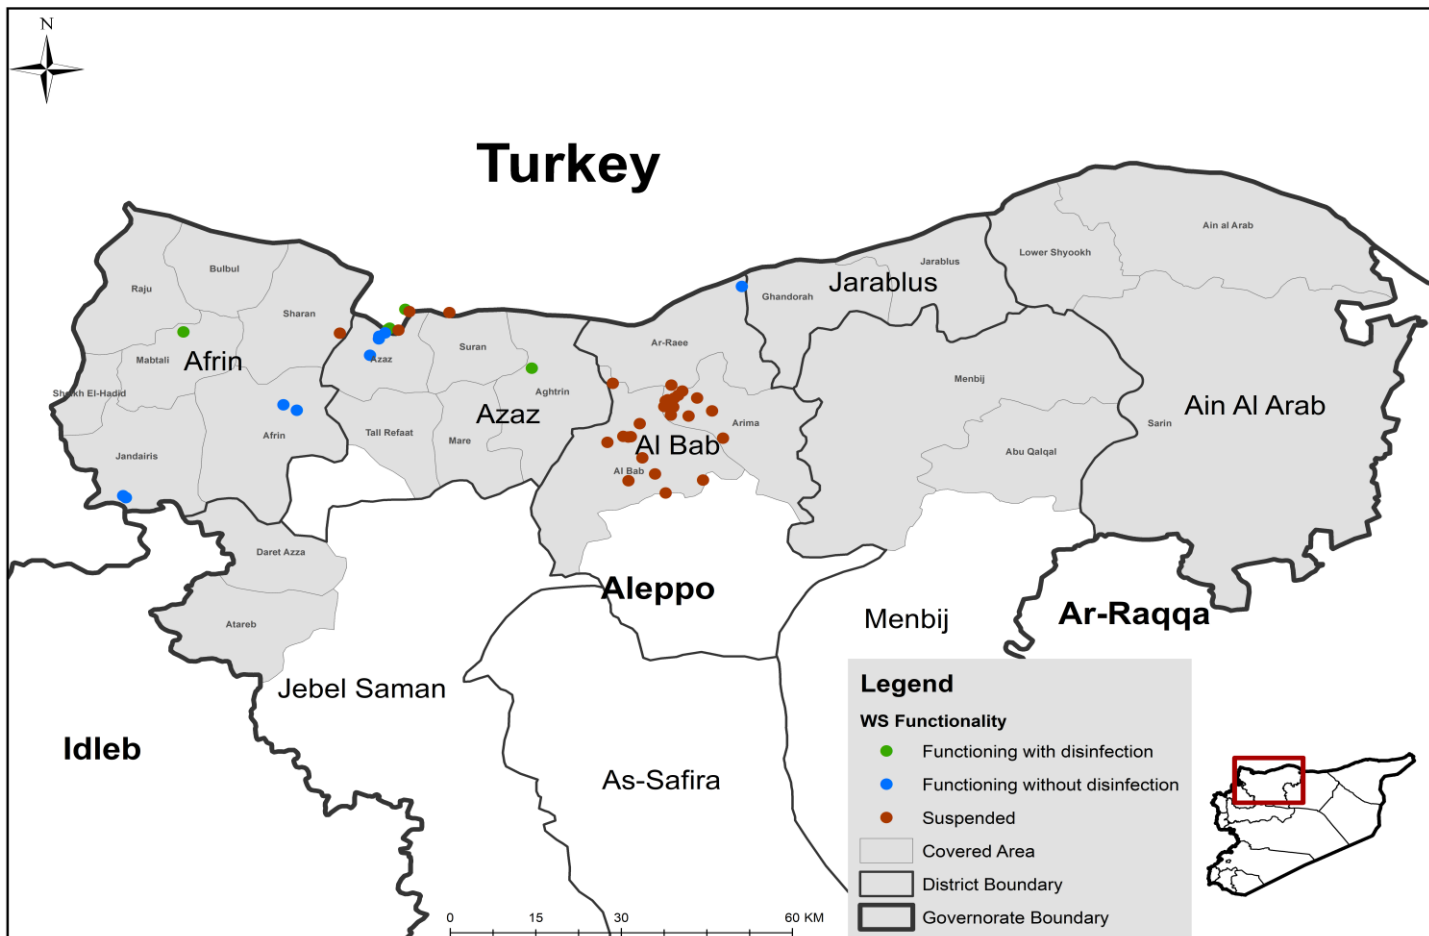 N
Turkey
Ain al Arab
Lower Shyookh
Jarablus
Bulbul
Raju
Ghandorah
Jarablus
Sharan
Ar-Raee
Suran
Azaz
Mabtali
Afrin
Menbij
Sheikh El-Hadid
Aghtrin
Azaz
Ain Al Arab
Arima
Sarin
Tall Refaat
Mare
Afrin
Al Bab
Abu Qalqal
Jandairis
Al Bab
Daret Azza
Aleppo
Atareb
Menbij
Ar-Raqqa
Jebel Saman
Idleb
As-Safira
Legend
WS Functionality
Functioning with disinfection
Functioning without disinfection
Suspended
Covered Area
District Boundary
Governorate Boundary
0 15 30 60 KM